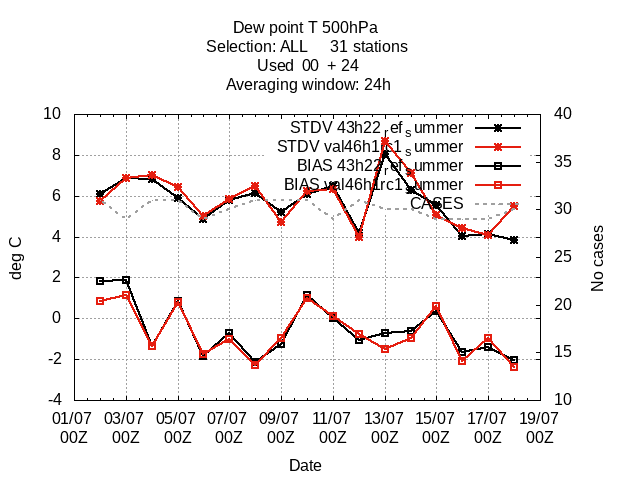 Dew point T 500hPa
Selection: ALL     31 stations
Used  00  + 24
Averaging window: 24h
10
8
6
4
2
0
-2
-4
deg C
40
35
30
25
20
15
10
No cases
STDV 43h22_ref_summer
STDV val46h1rc1_summer
BIAS 43h22_ref_summer
BIAS val46h1rc1_summer
CASES
01/07 03/07 05/07 07/07 09/07 11/07 13/07 15/07 17/07 19/07
00Z 00Z 00Z 00Z 00Z 00Z 00Z 00Z 00Z 00Z
Date